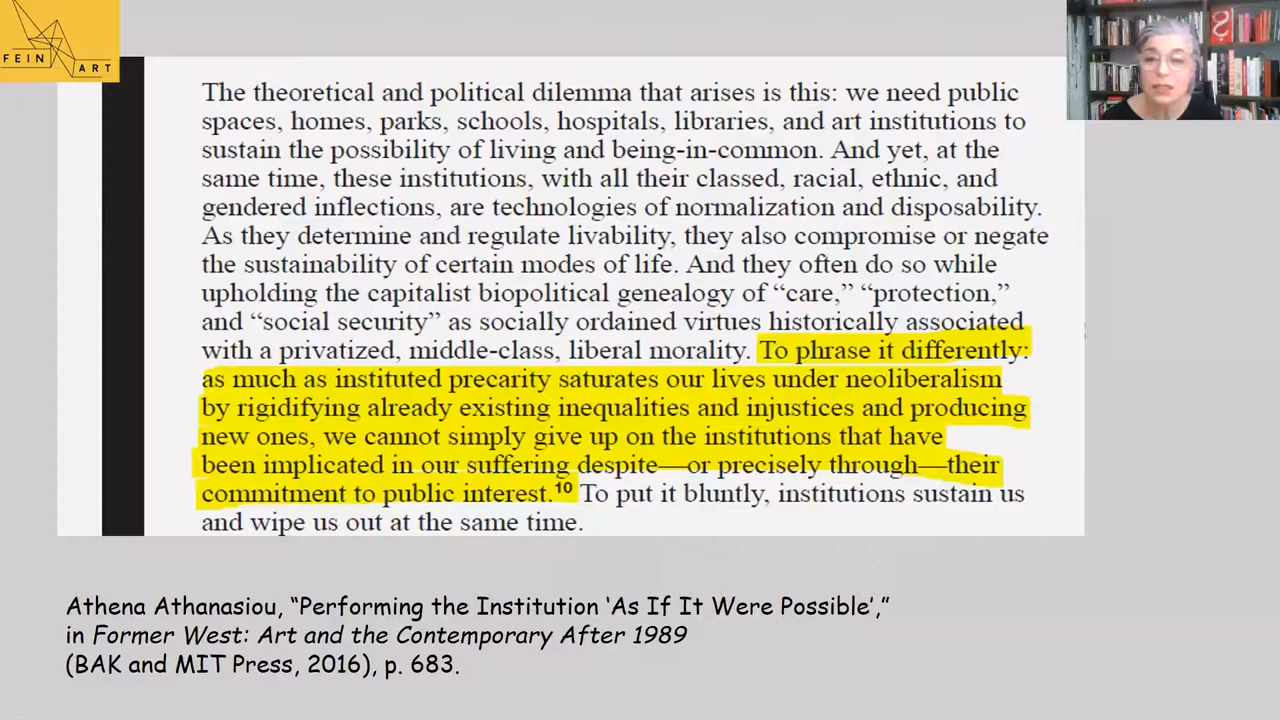 FEIN
ART
The theoretical and political dilemma that arises is this: we need public
spaces, homes, parks, schools, hospitals, libraries, and art institutions to
sustain the possibility of living and being-in-common. And yet, at the
same time, these institutions, with all their classed, racial, ethnic, and
gendered inflections, are technologies of normalization and disposability.
As they determine and regulate livability, they also compromise or negate
the sustainability of certain modes of life. And they often do so while
upholding the capitalist biopolitical genealogy of “care,” “protection,”
and “social security” as socially ordained virtues historically associated
with a privatized, middle-class, liberal morality. To phrase it differently:
as much as instituted precarity saturates our lives under neoliberalism
by rigidifying already existing inequalities and injustices and producing
new ones, we cannot simply give up on the institutions that have
been implicated in our suffering despite—or precisely through—their
commitment to public interest.10 To put it bluntly, institutions sustain us
and wipe us out at the same time.
Athena Athanasiou, “Performing the Institution ‘As If It Were Possible’,”
in Former West: Art and the Contemporary After 1989
(BAK and MIT Press, 2016), p. 683.